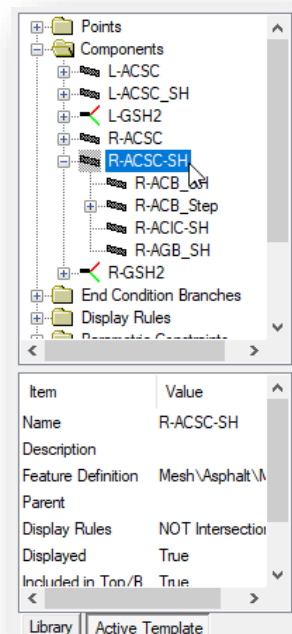 Points
Components
L-ACSC
L-ACSC_SH
L-GSH2
R-ACSC
R-ACSC-SH
R-ACB_SH
R-ACB_Step
R-ACIC-SH
R-AGB_SH
R-GSH2
End Condition Branches
Display Rules
Parametric Constraints
Item Value
Name R-ACSC-SH
Description
Feature Definition Mesh\Asphalt\M
Parent
Display Rules NOT Intersection
Displayed True
Included in Top/B True
Library Active Template